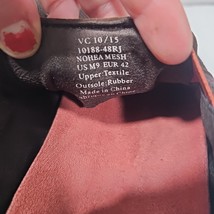 VC 10/15
10188-48RJ
NOHEA MESH
US M9 EUR 42
Upper:Textile
Outsole:Rubber
Made in China